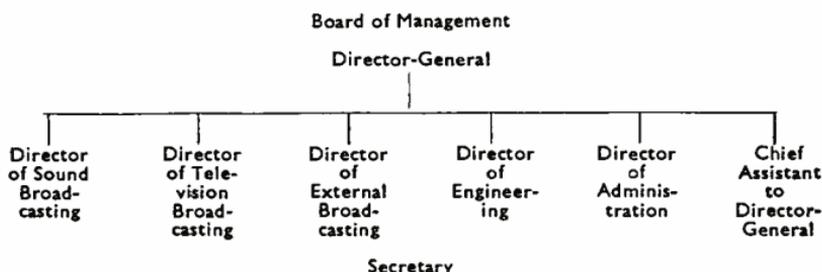 Board of Management
Director-General
Director
of Sound
Broad-
casting
Director
of Tele-
vision
Broad-
casting
Director
of
External
Broad-
casting
Director
of
Engineer-
ing
Director
of
Adminis-
tration
Chief
Assistant
to
Director-
General
Secretary